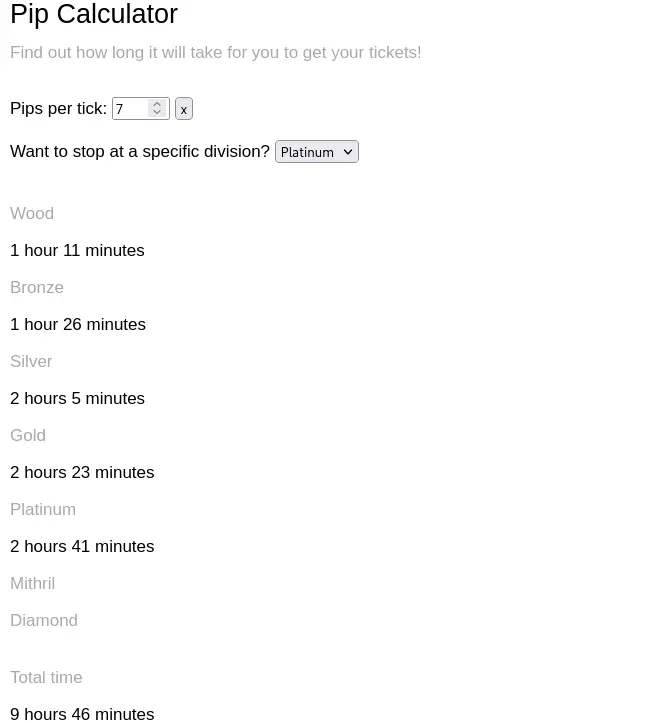 Pip Calculator
Find out how long it will take for you to get your tickets!
Pips per tick: 7 x
Want to stop at a specific division? Platinum
Wood
1 hour 11 minutes
Bronze
1 hour 26 minutes
Silver
2 hours 5 minutes
Gold
2 hours 23 minutes
Platinum
2 hours 41 minutes
Mithril
Diamond
Total time
9 hours 46 minutes